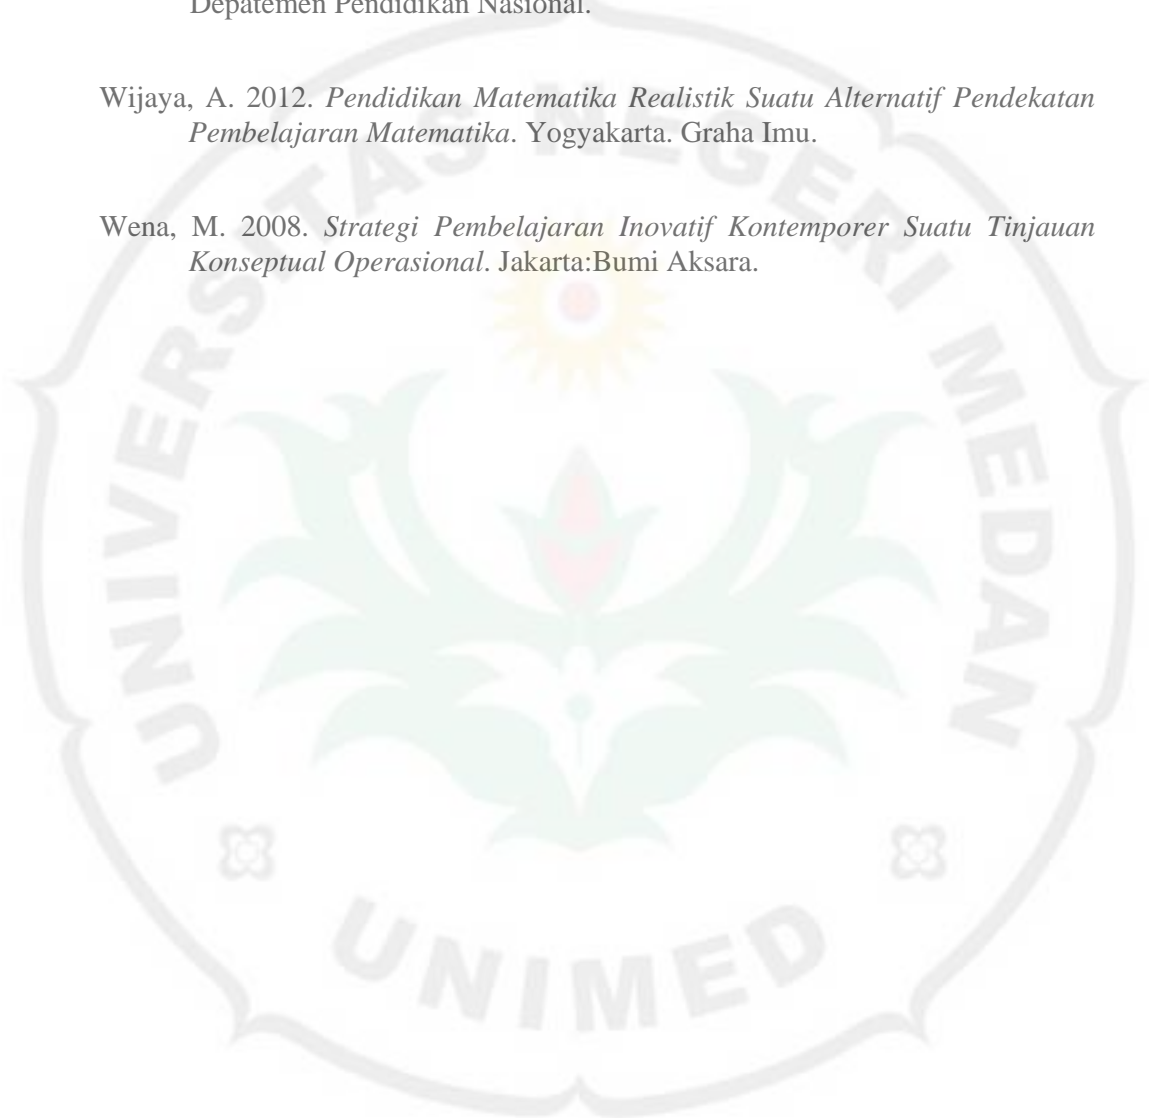 Depatemen Pendidikan Nasional.
Wijaya, A. 2012. Pendidikan Matematika Realistik Suatu Alternatif Pendekatan
Pembelajaran Matematika. Yogyakarta. Graha Imu.
Wena, M. 2008. Strategi Pembelajaran Inovatif Kontemporer Suatu Tinjauan
Konseptual Operasional. Jakarta:Bumi Aksara.
UNIVERSITAS NEGERI MEDAN
UNIMED